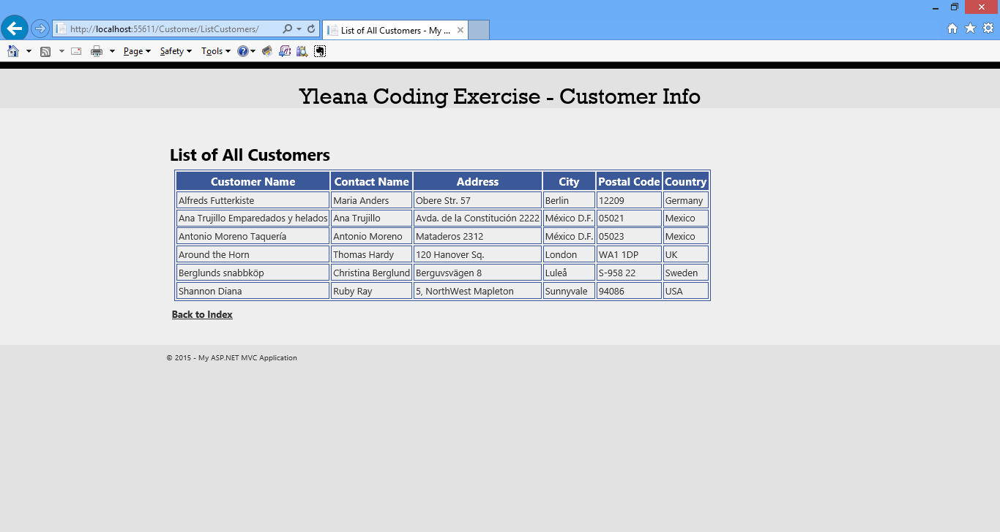 http://localhost:55611/Customer/ListCustomers/
List of All Customers - My ...
Page Safety Tools
Yleana Coding Exercise - Customer Info
List of All Customers
Customer Name Contact Name Address City Postal Code Country
Alfreds Futterkiste Maria Anders Obere Str. 57 Berlin 12209 Germany
Ana Trujillo Emparedados y helados Ana Trujillo Avda. de la Constitución 2222 México D.F. 05021 Mexico
Antonio Moreno Taquería Antonio Moreno Mataderos 2312 México D.F. 05023 Mexico
Around the Horn Thomas Hardy 120 Hanover Sq. London WA1 1DP UK
Berglunds snabbköp Christina Berglund Berguvsvägen 8 Luleå S-958 22 Sweden
Shannon Diana Ruby Ray 5, NorthWest Mapleton Sunnyvale 94086 USA
Back to Index
© 2015 - My ASP.NET MVC Application